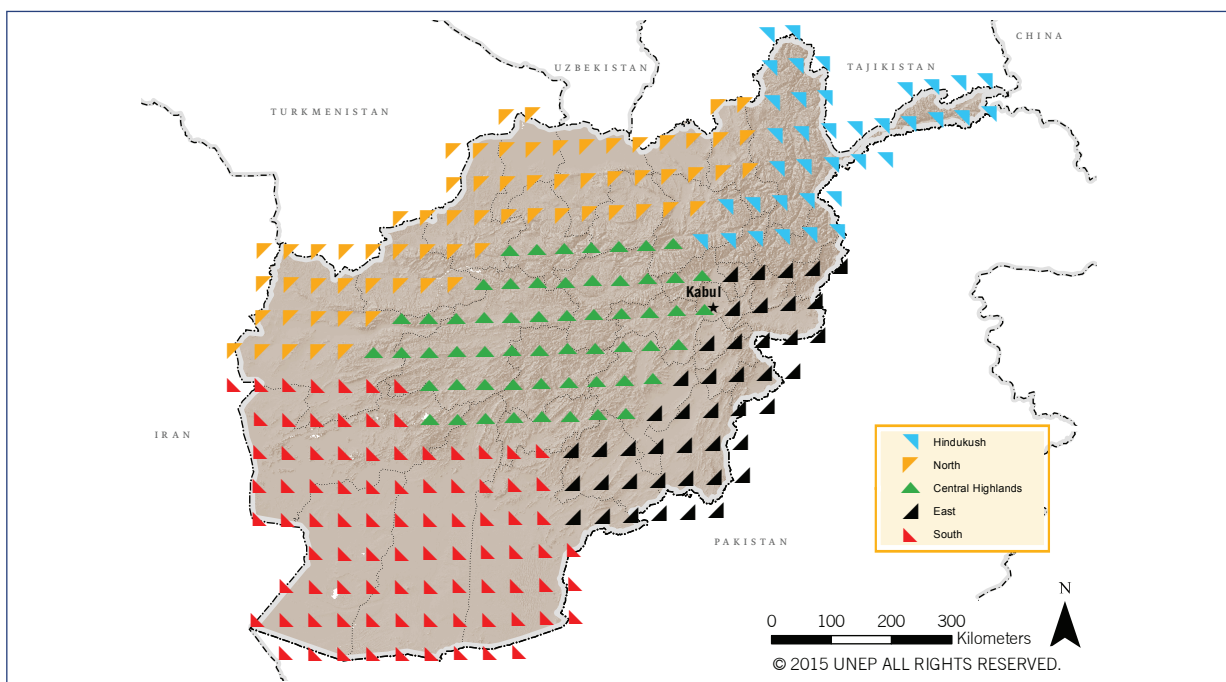 CHINA
UZBEKISTAN
TAJIKISTAN
TURKMENISTAN
Kabul
IRAN
Hindukush
North
Central Highlands
East
South
PAKISTAN
N
0 100 200 300
Kilometers
© 2015 UNEP ALL RIGHTS RESERVED.